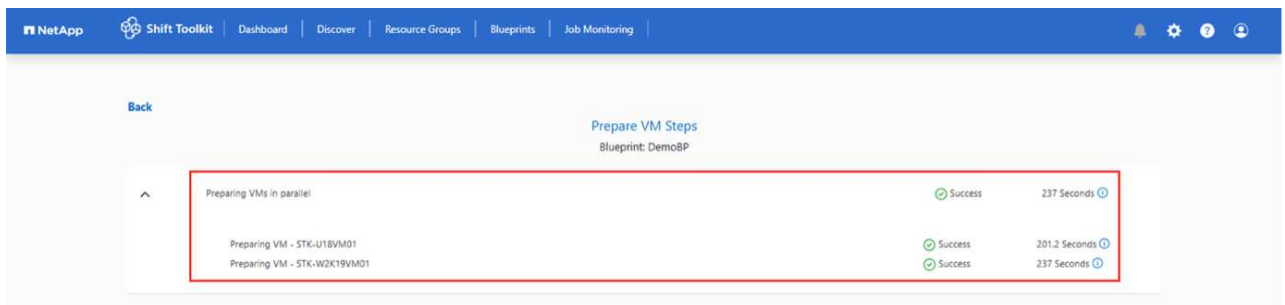 NetApp Shift Toolkit Dashboard Discover Resource Groups Blueprints Job Monitoring
Back
Prepare VM Steps
Blueprint: DemoBP
Preparing VMs in parallel Success 237 Seconds
Preparing VM - STK-U18VM01 Success 201.2 Seconds
Preparing VM - STK-W2K19VM01 Success 237 Seconds